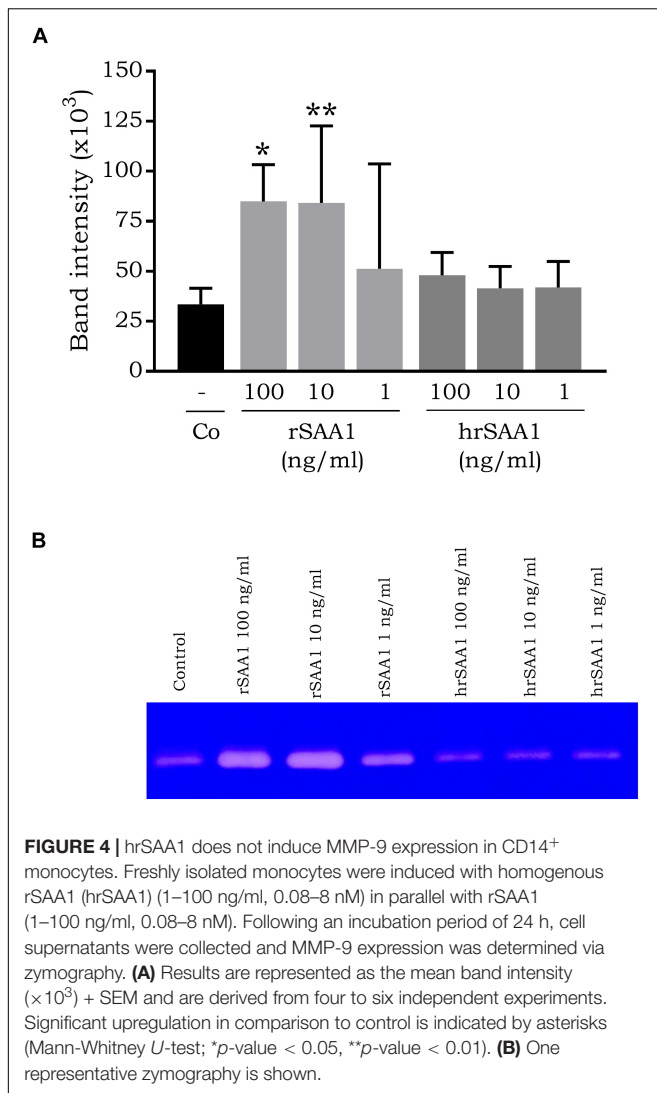 A
Band intensity (x10³)
150
125
100
75
50
25
0
* **
- 100 10 1 100 10 1
Co rSAA1 hrSAA1
(ng/ml) (ng/ml)
B
Control
rSAA1 100 ng/ml
rSAA1 10 ng/ml
rSAA1 1 ng/ml
hrSAA1 100 ng/ml
hrSAA1 10 ng/ml
hrSAA1 1 ng/ml
FIGURE 4 | hrSAA1 does not induce MMP-9 expression in CD14⁺
monocytes. Freshly isolated monocytes were induced with homogenous
rSAA1 (hrSAA1) (1–100 ng/ml, 0.08–8 nM) in parallel with rSAA1
(1–100 ng/ml, 0.08–8 nM). Following an incubation period of 24 h, cell
supernatants were collected and MMP-9 expression was determined via
zymography. (A) Results are represented as the mean band intensity
(×10³) + SEM and are derived from four to six independent experiments.
Significant upregulation in comparison to control is indicated by asterisks
(Mann-Whitney U-test; *p-value < 0.05, **p-value < 0.01). (B) One
representative zymography is shown.